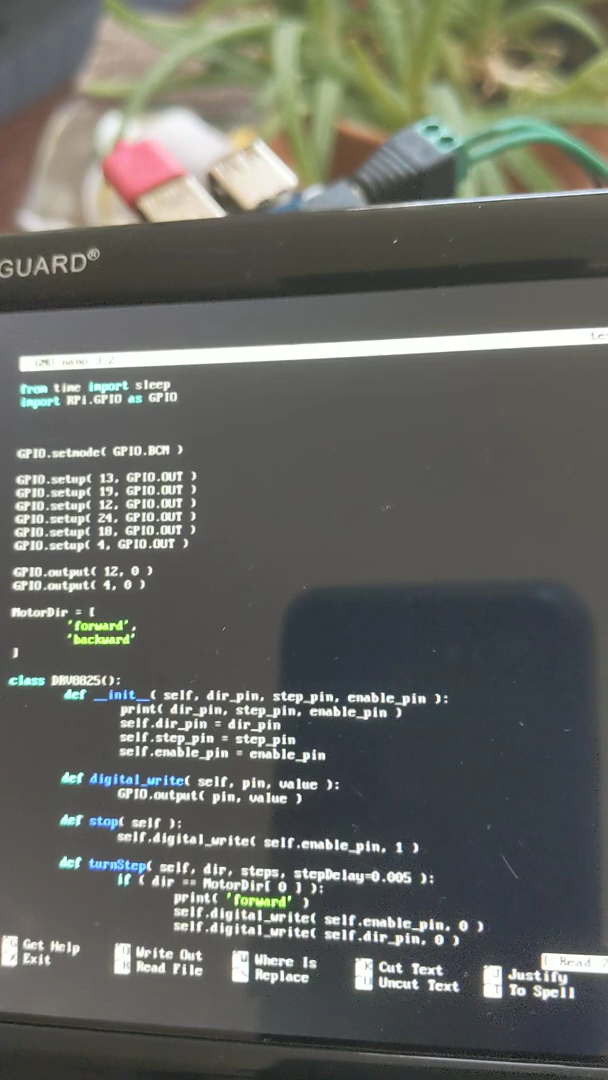 GUARD®
GNU nano 3.2
from time import sleep
import RPi.GPIO as GPIO
GPIO.setmode( GPIO.BCM )
GPIO.setup( 13, GPIO.OUT )
GPIO.setup( 19, GPIO.OUT )
GPIO.setup( 12, GPIO.OUT )
GPIO.setup( 24, GPIO.OUT )
GPIO.setup( 18, GPIO.OUT )
GPIO.setup( 4, GPIO.OUT )
GPIO.output( 12, 0 )
GPIO.output( 4, 0 )
MotorDir = [
'forward',
'backward'
]
class DRV8825():
def __init__( self, dir_pin, step_pin, enable_pin ):
print( dir_pin, step_pin, enable_pin )
self.dir_pin = dir_pin
self.step_pin = step_pin
self.enable_pin = enable_pin
def digital_write( self, pin, value ):
GPIO.output( pin, value )
def stop( self ):
self.digital_write( self.enable_pin, 1 )
def turnStep( self, dir, steps, stepDelay=0.005 ):
if ( dir == MotorDir[ 0 ] ):
print( 'forward' )
self.digital_write( self.enable_pin, 0 )
self.digital_write( self.dir_pin, 0 )
[ Read
Get Help Write Out Where Is Cut Text Justify
Exit Read File Replace Uncut Text To Spell